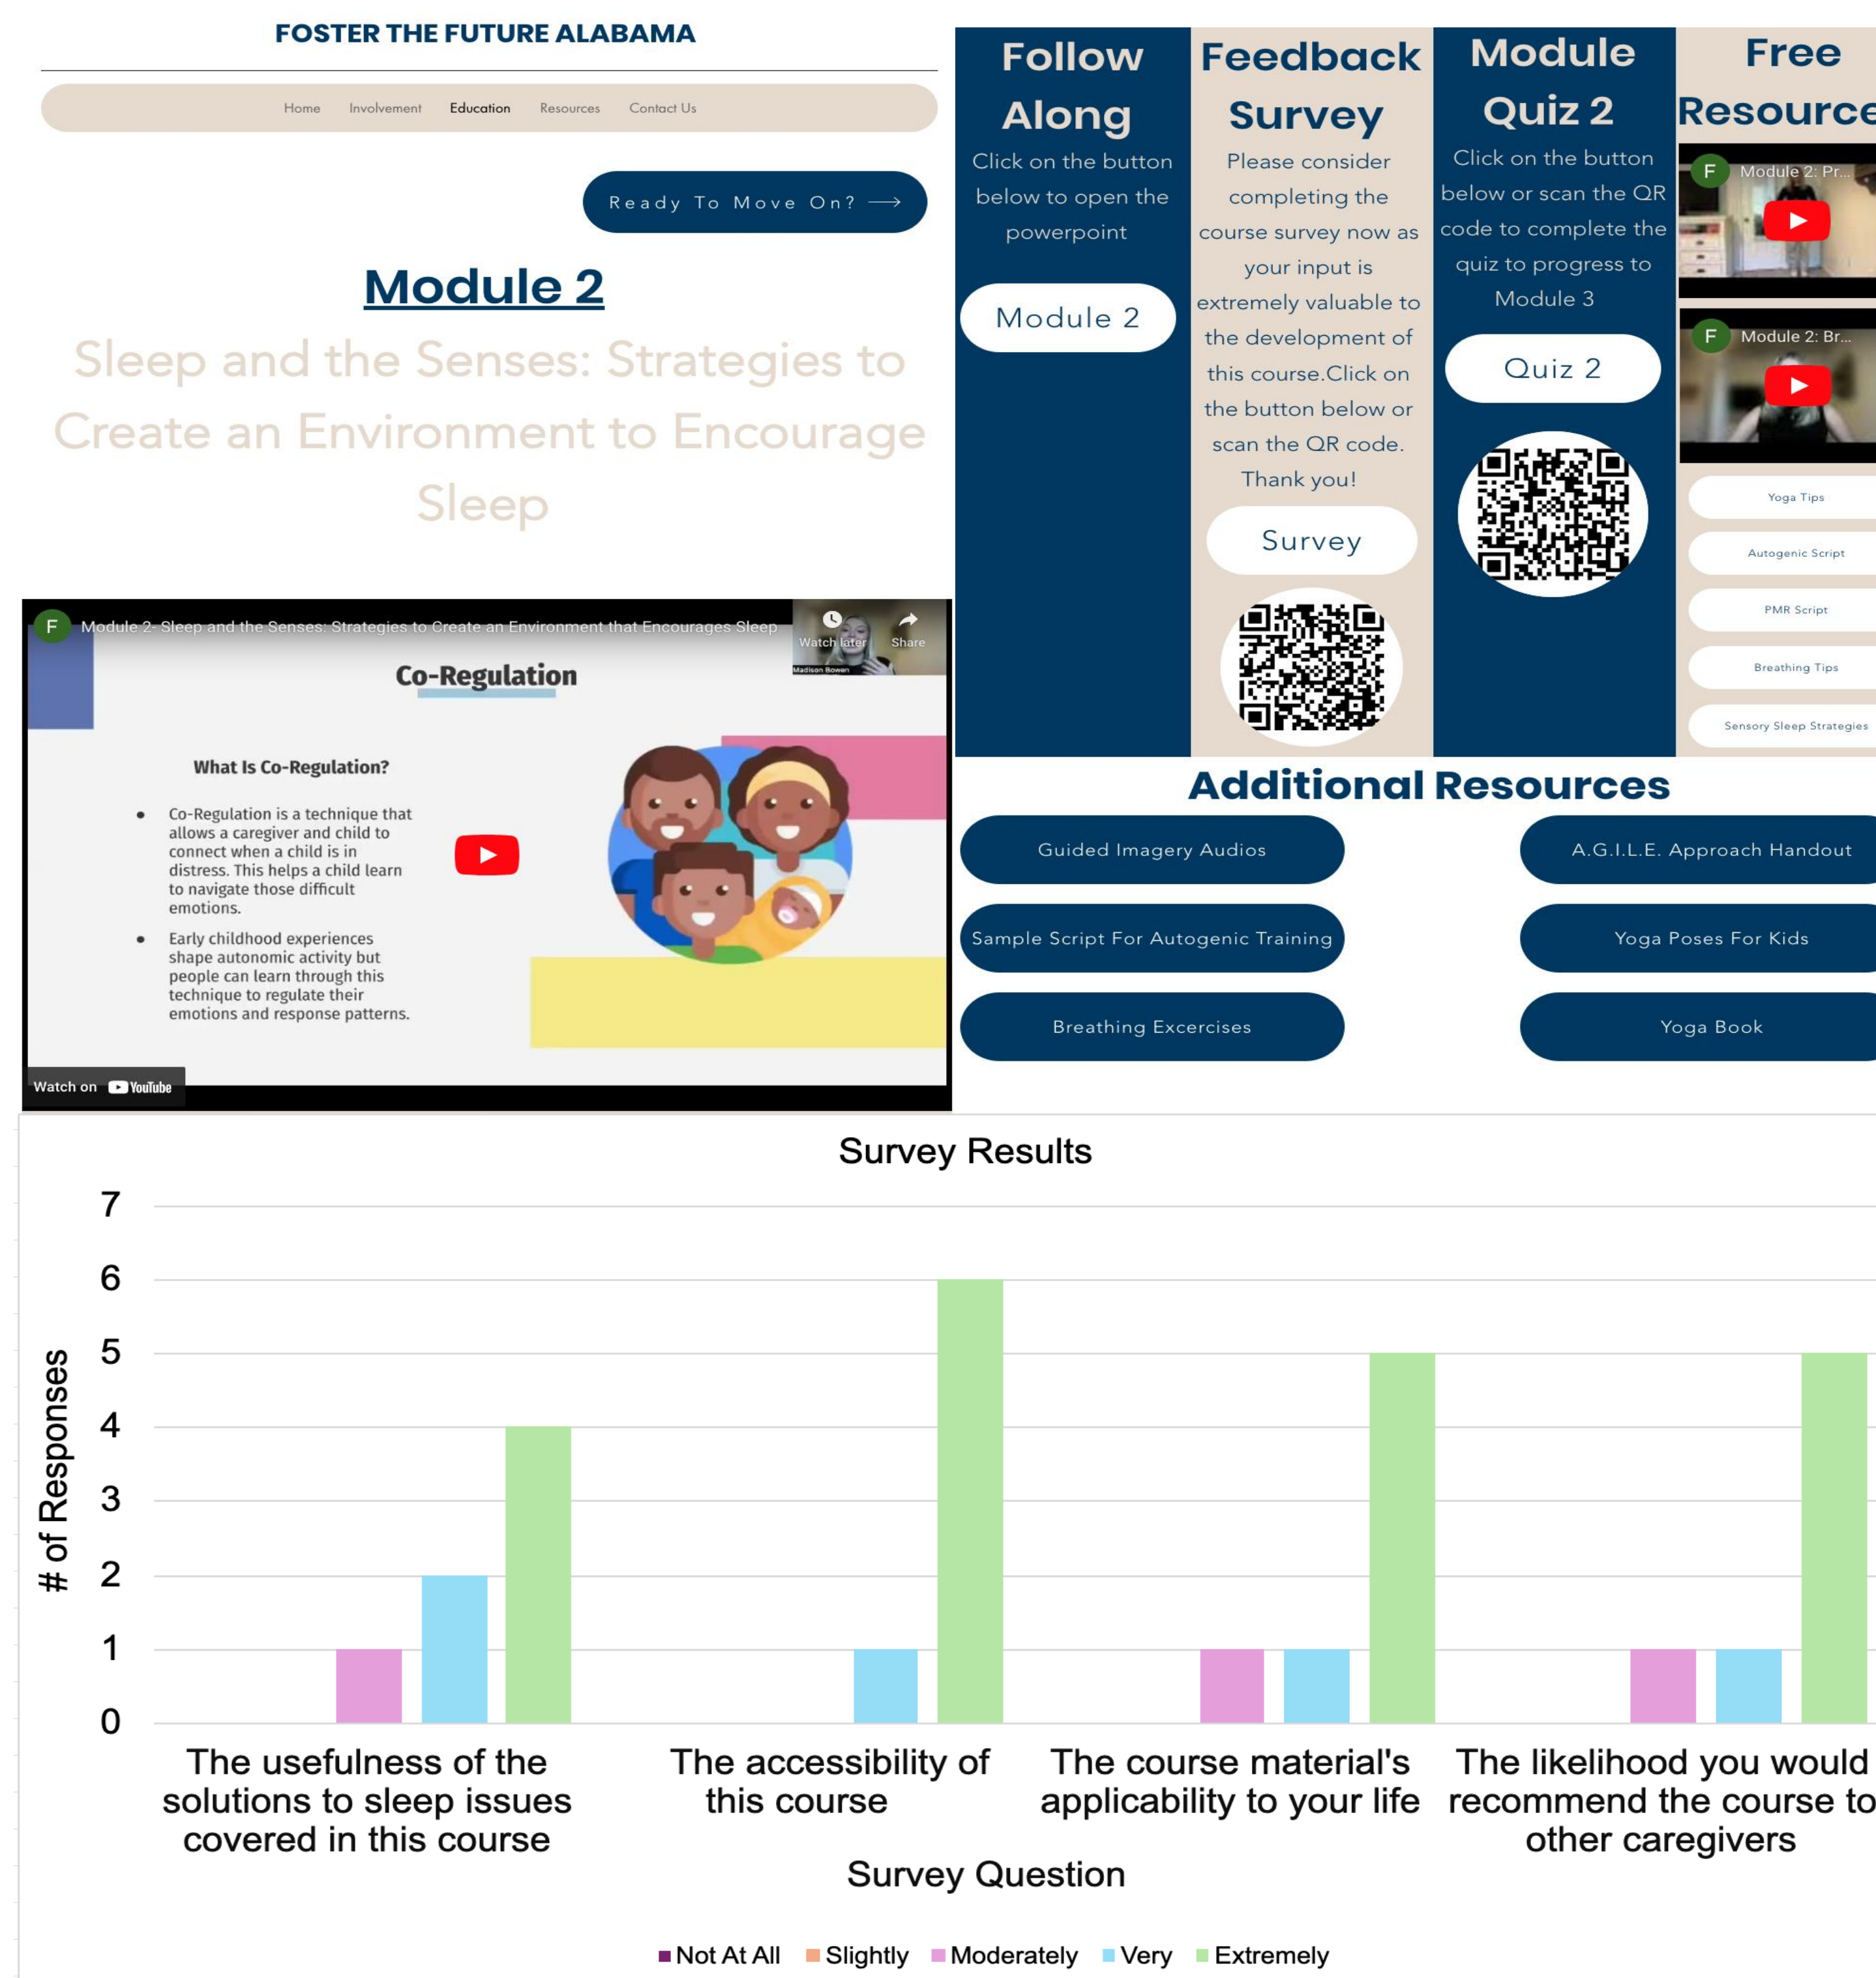 FOSTER THE FUTURE ALABAMA
Home Involvement Education Resources Contact Us
Ready To Move On?
Module 2
Sleep and the Senses: Strategies to
Create an Environment to Encourage
Sleep
F Module 2- Sleep and the Senses: Strategies to Create an Environment that Encourages Sleep
Watch later Share
Madison Bowen
Co-Regulation
What Is Co-Regulation?
• Co-Regulation is a technique that
allows a caregiver and child to
connect when a child is in
distress. This helps a child learn
to navigate those difficult
emotions.
• Early childhood experiences
shape autonomic activity but
people can learn through this
technique to regulate their
emotions and response patterns.
Watch on YouTube
Follow
Along
Click on the button
below to open the
powerpoint
Module 2
Feedback
Survey
Please consider
completing the
course survey now as
your input is
extremely valuable to
the development of
this course.Click on
the button below or
scan the QR code.
Thank you!
Survey
Module
Quiz 2
Click on the button
below or scan the QR
code to complete the
quiz to progress to
Module 3
Quiz 2
Free
Resource
F Module 2: Pr...
F Module 2: Br...
Yoga Tips
Autogenic Script
PMR Script
Breathing Tips
Sensory Sleep Strategies
Additional Resources
Guided Imagery Audios
A.G.I.L.E. Approach Handout
Sample Script For Autogenic Training
Yoga Poses For Kids
Breathing Excercises
Yoga Book
Survey Results
# of Responses
7
6
5
4
3
2
1
0
The usefulness of the
solutions to sleep issues
covered in this course
The accessibility of
this course
The course material's
applicability to your life
The likelihood you would
recommend the course to
other caregivers
Survey Question
Not At All Slightly Moderately Very Extremely